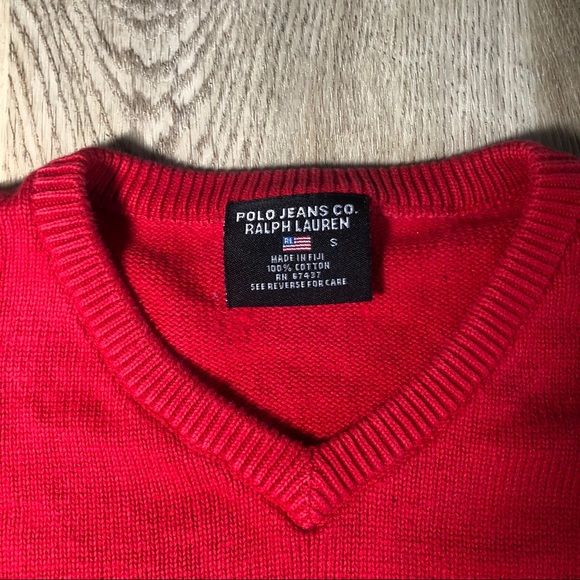 POLO JEANS CO.
RALPH LAUREN
RL S
MADE IN FIJI
100% COTTON
RN 67437
SEE REVERSE FOR CARE